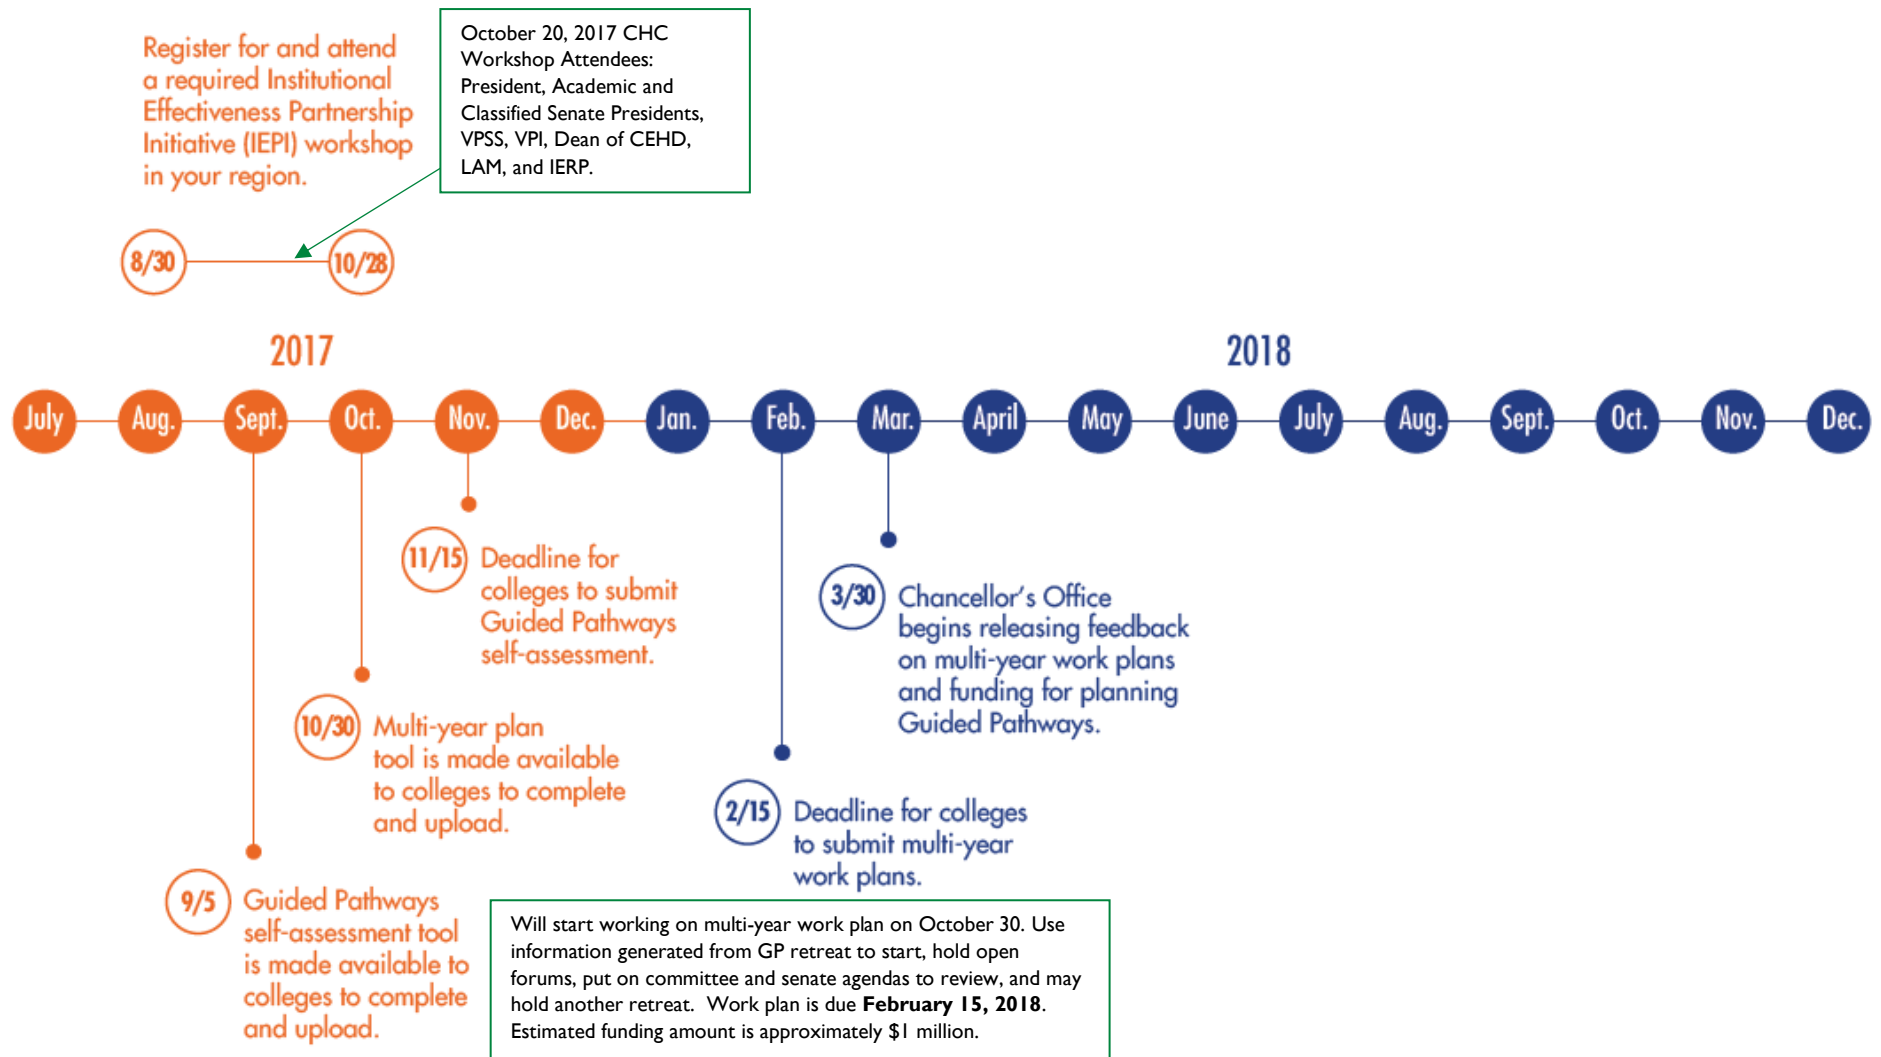 Register for and attend
a required Institutional
Effectiveness Partnership
Initiative (IEPI) workshop
in your region.
October 20, 2017 CHC
Workshop Attendees:
President, Academic and
Classified Senate Presidents,
VPSS, VPI, Dean of CEHD,
LAM, and IERP.
8/30
10/28
2017
2018
July
Aug.
Sept.
Oct.
Nov.
Dec.
Jan.
Feb.
Mar.
April
May
June
July
Aug.
Sept.
Oct.
Nov.
Dec.
11/15
Deadline for
colleges to submit
Guided Pathways
self-assessment.
3/30
Chancellor's Office
begins releasing feedback
on multi-year work plans
and funding for planning
Guided Pathways.
10/30
Multi-year plan
tool is made available
to colleges to complete
and upload.
2/15
Deadline for colleges
to submit multi-year
work plans.
9/5
Guided Pathways
self-assessment tool
is made available to
colleges to complete
and upload.
Will start working on multi-year work plan on October 30. Use
information generated from GP retreat to start, hold open
forums, put on committee and senate agendas to review, and may
hold another retreat.  Work plan is due February 15, 2018.
Estimated funding amount is approximately $1 million.